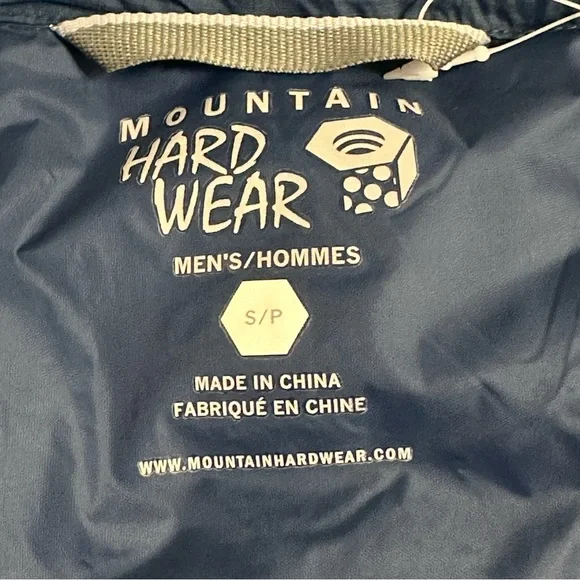 MOUNTAIN
HARD
WEAR
MEN'S/HOMMES
S/P
MADE IN CHINA
FABRIQUÉ EN CHINE
WWW.MOUNTAINHARDWEAR.COM